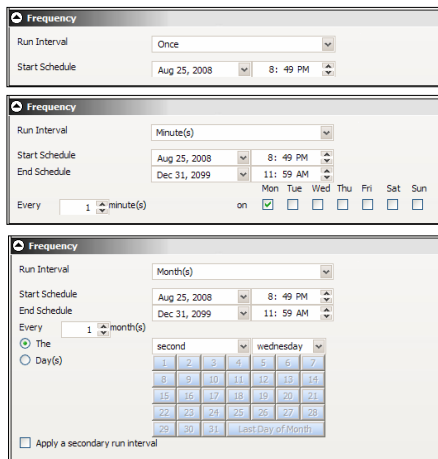 Frequency
Run Interval Once
Start Schedule Aug 25, 2008 8: 49 PM
Frequency
Run Interval Minute(s)
Start Schedule Aug 25, 2008 8: 49 PM
End Schedule Dec 31, 2099 11: 59 AM
Mon Tue Wed Thu Fri Sat Sun
Every 1 minute(s) on
Frequency
Run Interval Month(s)
Start Schedule Aug 25, 2008 8: 49 PM
End Schedule Dec 31, 2099 11: 59 AM
Every 1 month(s)
The second wednesday
Day(s) 1 2 3 4 5 6 7
8 9 10 11 12 13 14
15 16 17 18 19 20 21
22 23 24 25 26 27 28
29 30 31 Last Day of Month
Apply a secondary run interval